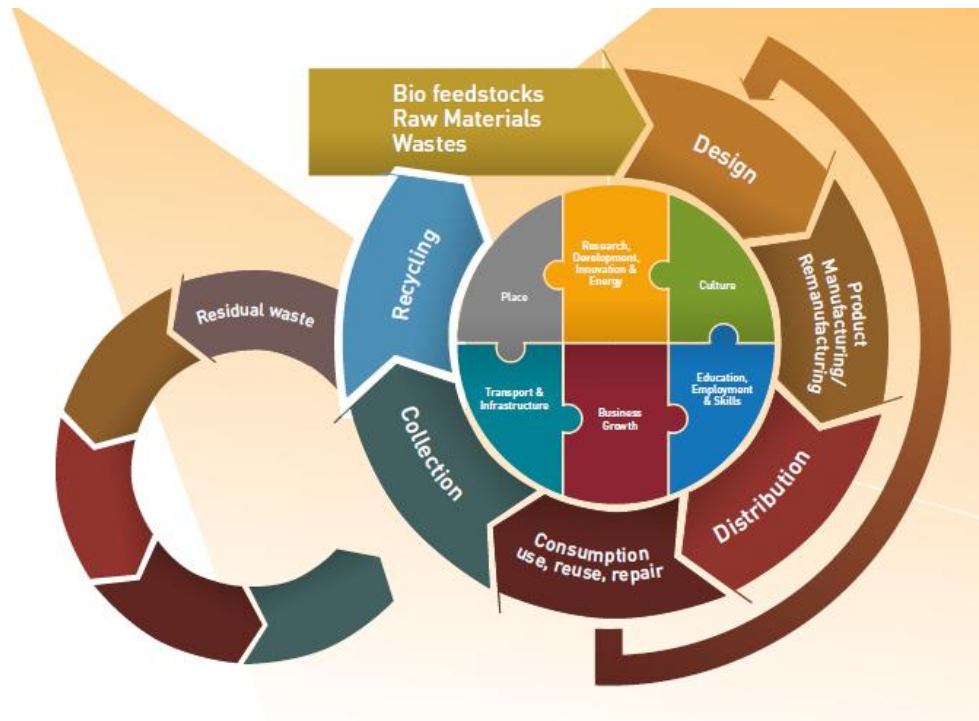 Bio feedstocks
Raw Materials
Wastes
Design
Product
Manufacturing/
Remanufacturing
Distribution
Consumption
use, reuse, repair
Collection
Recycling
Residual waste
Place
Research,
Development,
Innovation &
Energy
Culture
Transport &
Infrastructure
Business
Growth
Education,
Employment
& Skills